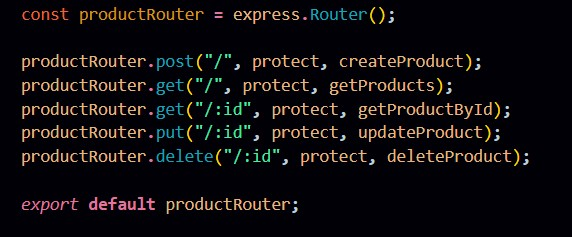 const productRouter = express.Router();
productRouter.post("/", protect, createProduct);
productRouter.get("/", protect, getProducts);
productRouter.get("/:id", protect, getProductById);
productRouter.put("/:id", protect, updateProduct);
productRouter.delete("/:id", protect, deleteProduct);
export default productRouter;